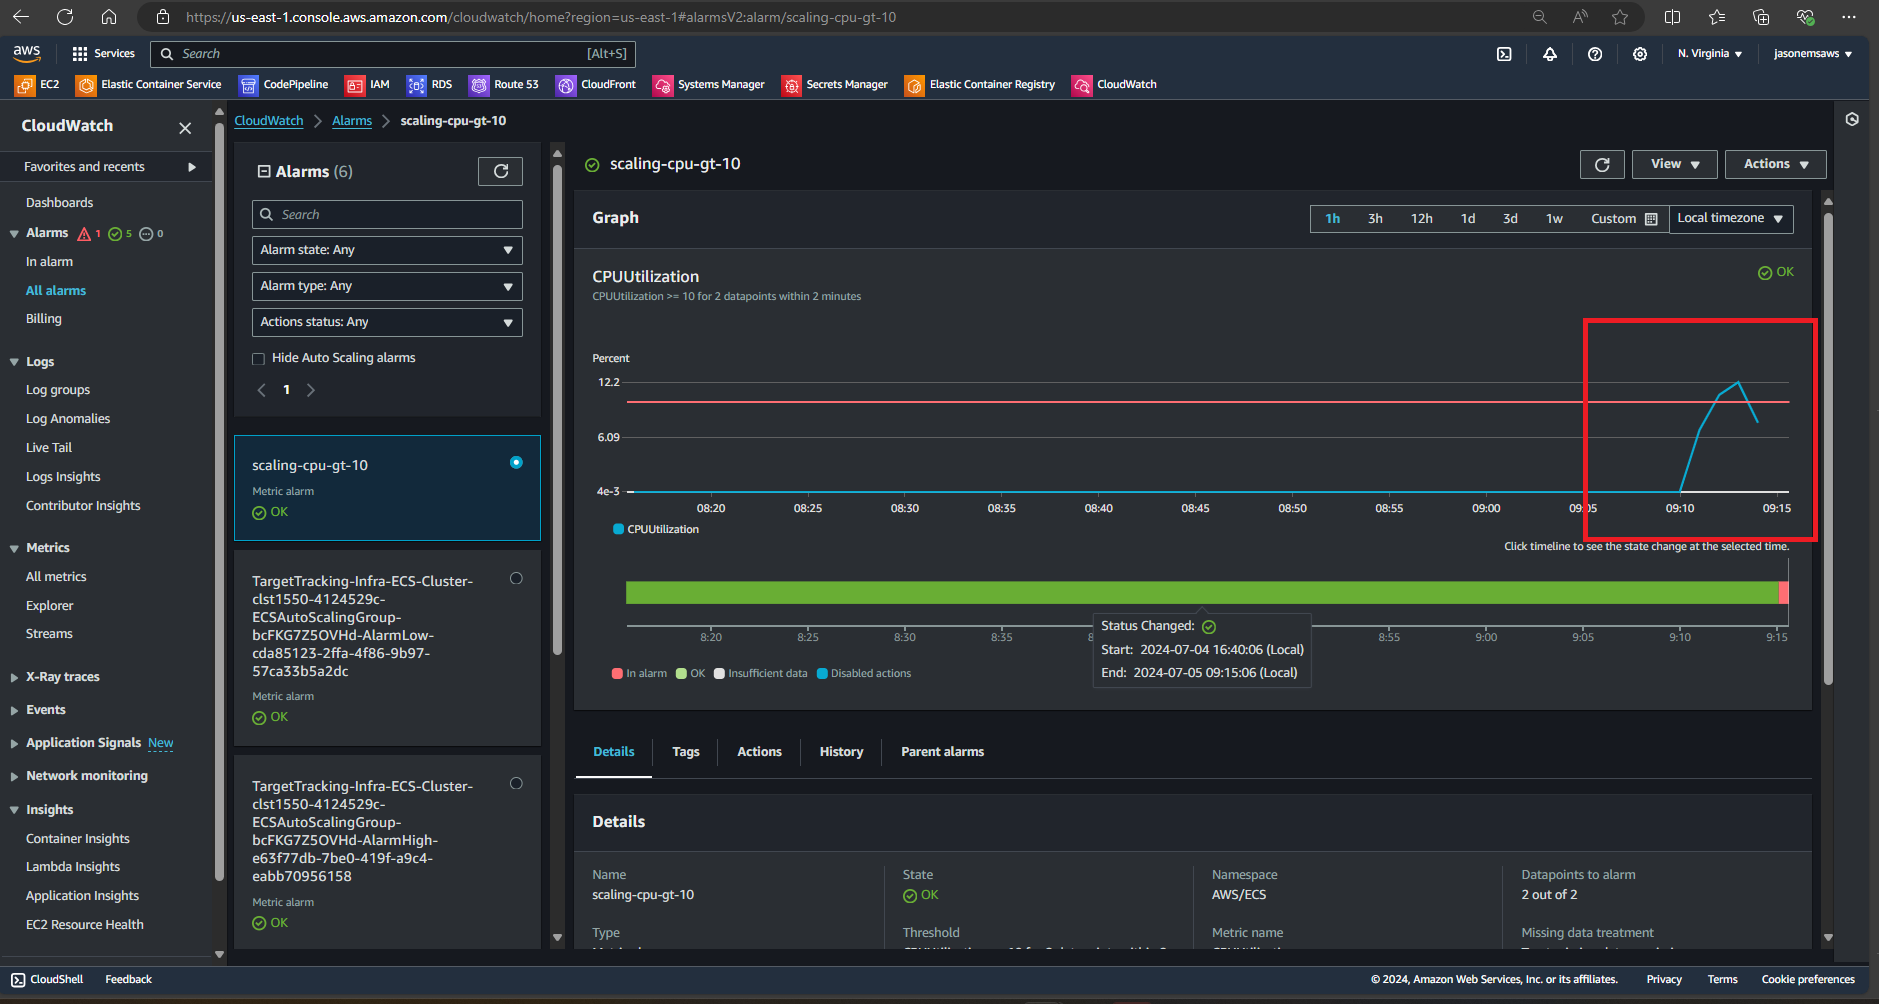 https://us-east-1.console.aws.amazon.com/cloudwatch/home?region=us-east-1#alarmsV2:alarm/scaling-cpu-gt-10
aws
Services
Search
[Alt+S]
N. Virginia
jasonemsaws
EC2
Elastic Container Service
CodePipeline
IAM
RDS
Route 53
CloudFront
Systems Manager
Secrets Manager
Elastic Container Registry
CloudWatch
CloudWatch
Favorites and recents
Dashboards
Alarms 1 5 0
In alarm
All alarms
Billing
Logs
Log groups
Log Anomalies
Live Tail
Logs Insights
Contributor Insights
Metrics
All metrics
Explorer
Streams
X-Ray traces
Events
Application Signals New
Network monitoring
Insights
Container Insights
Lambda Insights
Application Insights
EC2 Resource Health
CloudWatch
Alarms
scaling-cpu-gt-10
Alarms (6)
Search
Alarm state: Any
Alarm type: Any
Actions status: Any
Hide Auto Scaling alarms
1
scaling-cpu-gt-10
Metric alarm
OK
TargetTracking-Infra-ECS-Cluster-
clst1550-4124529c-
ECSAutoScalingGroup-
bcFKG7Z5OVHd-AlarmLow-
cda85123-2ffa-4f86-9b97-
57ca33b5a2dc
Metric alarm
OK
TargetTracking-Infra-ECS-Cluster-
clst1550-4124529c-
ECSAutoScalingGroup-
bcFKG7Z5OVHd-AlarmHigh-
e63f77db-7be0-419f-a9c4-
eabb70956158
Metric alarm
OK
scaling-cpu-gt-10
View
Actions
Graph
1h 3h 12h 1d 3d 1w Custom
Local timezone
CPUUtilization
OK
CPUUtilization >= 10 for 2 datapoints within 2 minutes
Percent
12.2
6.09
4e-3
08:20 08:25 08:30 08:35 08:40 08:45 08:50 08:55 09:00 09:05 09:10 09:15
CPUUtilization
Click timeline to see the state change at the selected time.
8:20 8:25 8:30 8:35 8:55 9:00 9:05 9:10 9:15
Status Changed:
Start: 2024-07-04 16:40:06 (Local)
End: 2024-07-05 09:15:06 (Local)
In alarm OK Insufficient data Disabled actions
Details
Tags
Actions
History
Parent alarms
Details
Name
scaling-cpu-gt-10
State
OK
Namespace
AWS/ECS
Datapoints to alarm
2 out of 2
Type
Threshold
Metric name
Missing data treatment
CloudShell
Feedback
© 2024, Amazon Web Services, Inc. or its affiliates.
Privacy
Terms
Cookie preferences